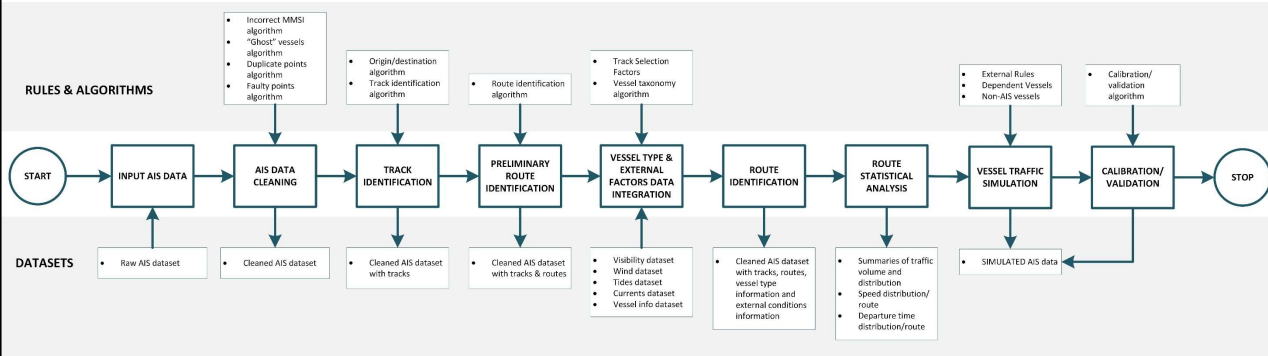 • Incorrect MMSI
algorithm
• "Ghost" vessels
algorithm
• Duplicate points
algorithm
• Faulty points
algorithm
• Origin/destination
algorithm
• Track identification
algorithm
• Route identification
algorithm
• Track Selection
Factors
• Vessel taxonomy
algorithm
• External Rules
• Dependent Vessels
• Non-AIS vessels
• Calibration/
validation
algorithm
RULES & ALGORITHMS
START
INPUT AIS DATA
AIS DATA
CLEANING
TRACK
IDENTIFICATION
PRELIMINARY
ROUTE
IDENTIFICATION
VESSEL TYPE &
EXTERNAL
FACTORS DATA
INTEGRATION
ROUTE
IDENTIFICATION
ROUTE
STATISTICAL
ANALYSIS
VESSEL TRAFFIC
SIMULATION
CALIBRATION/
VALIDATION
STOP
DATASETS
• Raw AIS dataset
• Cleaned AIS dataset
• Cleaned AIS dataset
with tracks
• Cleaned AIS dataset
with tracks & routes
• Visibility dataset
• Wind dataset
• Tides dataset
• Currents dataset
• Vessel info dataset
• Cleaned AIS dataset
with tracks, routes,
vessel type
information and
external conditions
information
• Summaries of traffic
volume and
distribution
• Speed distribution/
route
• Departure time
distribution/route
• SIMULATED AIS data